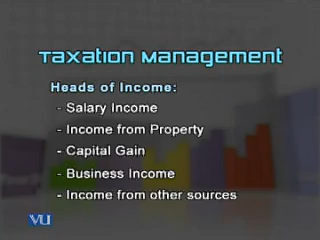 Taxation Management
Heads of Income:
- Salary Income
- Income from Property
- Capital Gain
- Business Income
- Income from other sources
VU